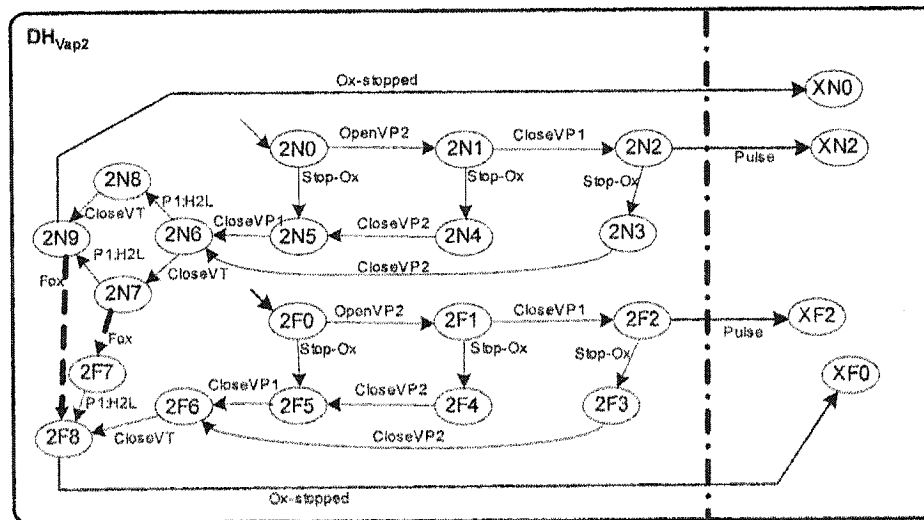 DHVap2
Ox-stopped
XN0
2N0
OpenVP2
2N1
CloseVP1
2N2
Pulse
XN2
Stop-Ox
Stop-Ox
Stop-Ox
2N8
P1:H2L
CloseVT
2N9
2N6
CloseVP1
2N5
CloseVP2
2N4
2N3
P1:H2L
CloseVT
CloseVP2
Fox
2N7
Fox
2F0
OpenVP2
2F1
CloseVP1
2F2
Pulse
XF2
Stop-Ox
Stop-Ox
Stop-Ox
XF0
2F7
P1:H2L
2F6
CloseVP1
2F5
CloseVP2
2F4
2F3
2F8
CloseVT
CloseVP2
Ox-stopped